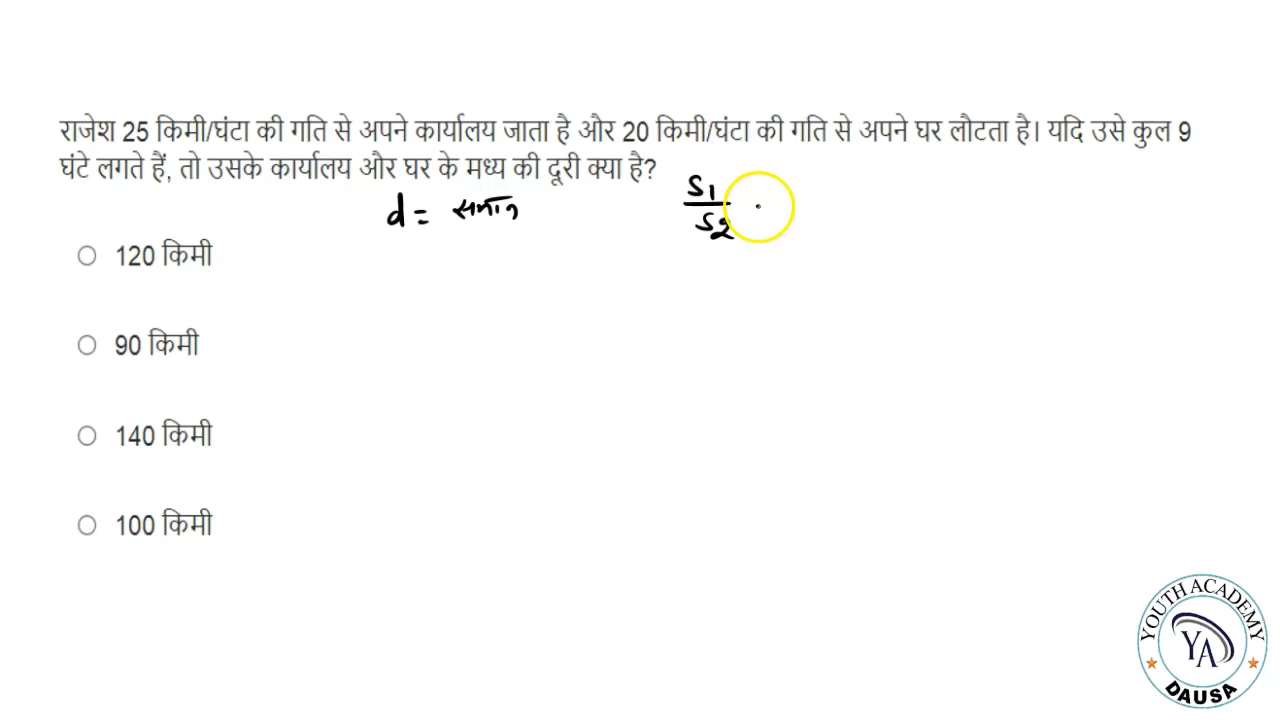 राजेश 25 किमी/घंटा की गति से अपने कार्यालय जाता है और 20 किमी/घंटा की गति से अपने घर लौटता है। यदि उसे कुल 9
घंटे लगते हैं, तो उसके कार्यालय और घर के मध्य की दूरी क्या है?
d = समान
S1
S2
120 किमी
90 किमी
140 किमी
100 किमी
YOUTH ACADEMY
YA
DAUSA